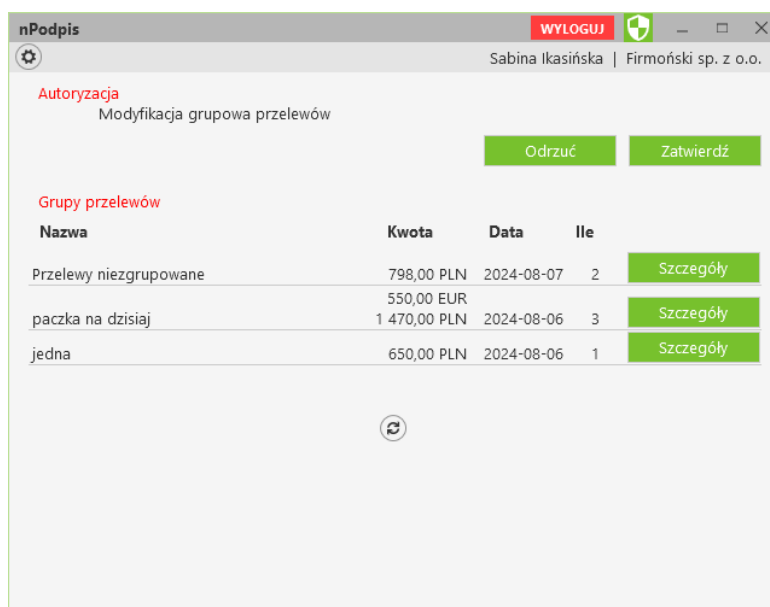 nPodpis WYLOGUJ
Sabina Ikasińska | Firmoński sp. z o.o.
Autoryzacja
Modyfikacja grupowa przelewów
Odrzuć Zatwierdź
Grupy przelewów
Nazwa Kwota Data Ile
Przelewy niezgrupowane 798,00 PLN 2024-08-07 2 Szczegóły
550,00 EUR
paczka na dzisiaj 1 470,00 PLN 2024-08-06 3 Szczegóły
jedna 650,00 PLN 2024-08-06 1 Szczegóły